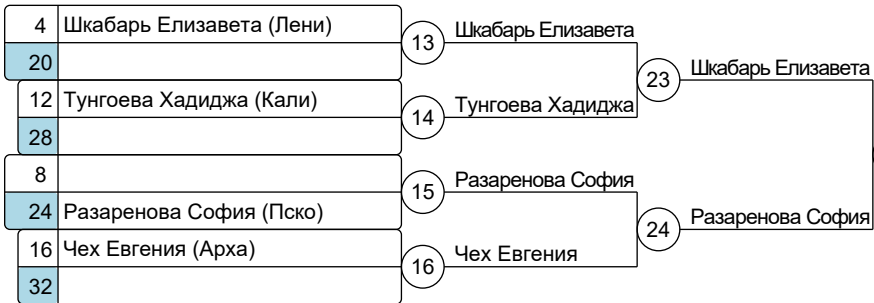 4 Шкабарь Елизавета (Лени)
20
13 Шкабарь Елизавета
12 Тунгоева Хадиджа (Кали)
28
14 Тунгоева Хадиджа
23 Шкабарь Елизавета
8
24 Разаренова София (Пско)
15 Разаренова София
16 Чех Евгения (Арха)
32
16 Чех Евгения
24 Разаренова София